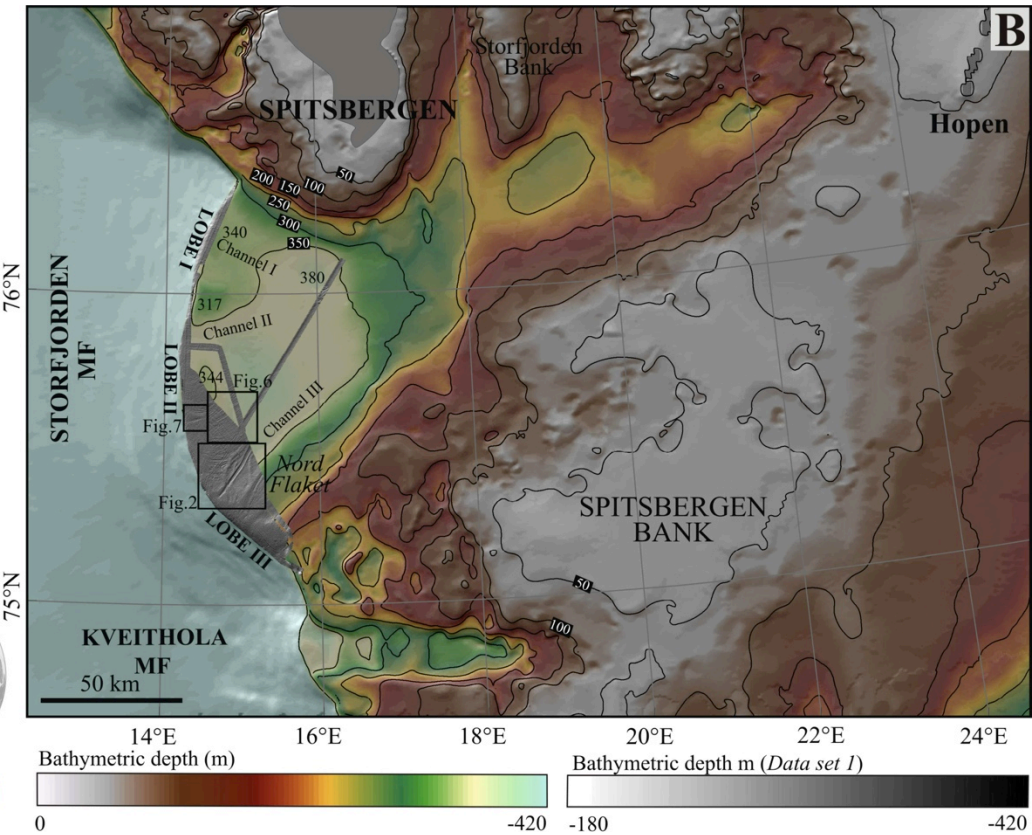 B
Storfjorden
Bank
SPITSBERGEN
Hopen
50
200 150 100
250
300
350
LOBE I
340
Channel I
380
317
Channel II
76°N
STORFJORDEN
MF
LOBE II
344
Fig.6
Channel III
Fig.7
Nord
Flaket
Fig.2
LOBE III
SPITSBERGEN
BANK
50
100
75°N
KVEITHOLA
MF
50 km
14°E 16°E 18°E 20°E 22°E 24°E
Bathymetric depth (m)
0 -420
Bathymetric depth m (Data set 1)
-180 -420